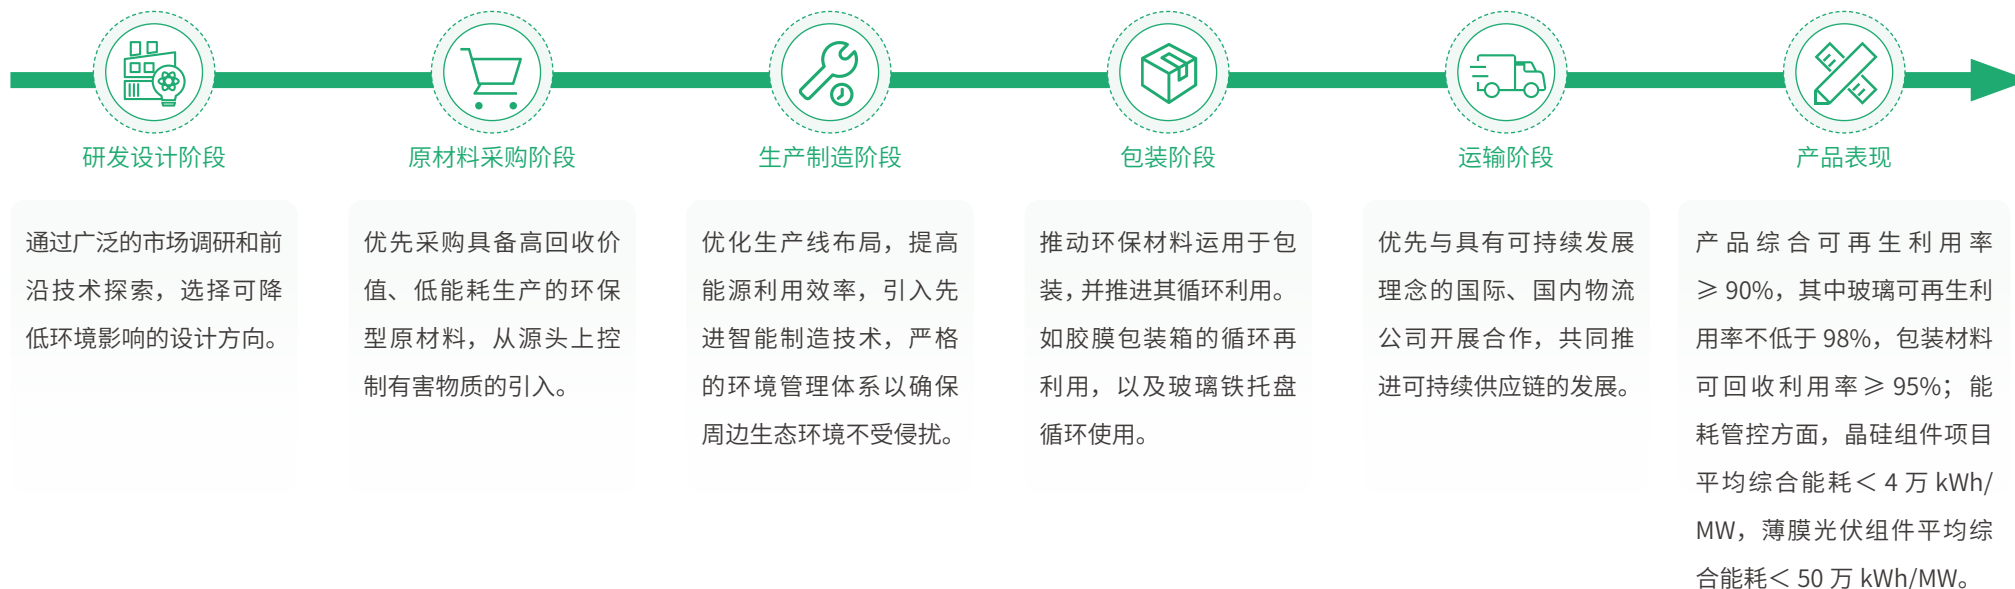 研发设计阶段
通过广泛的市场调研和前
沿技术探索，选择可降
低环境影响的设计方向。
原材料采购阶段
优先采购具备高回收价
值、低能耗生产的环保
型原材料，从源头上控
制有害物质的引入。
生产制造阶段
优化生产线布局，提高
能源利用效率，引入先
进智能制造技术，严格
的环境管理体系以确保
周边生态环境不受侵扰。
包装阶段
推动环保材料运用于包
装，并推进其循环利用。
如胶膜包装箱的循环再
利用，以及玻璃铁托盘
循环使用。
运输阶段
优先与具有可持续发展
理念的国际、国内物流
公司开展合作，共同推
进可持续供应链的发展。
产品表现
产品综合可再生利用率
≥ 90%，其中玻璃可再生利
用率不低于 98%，包装材料
可回收利用率≥ 95%；能
耗管控方面，晶硅组件项目
平均综合能耗＜ 4 万 kWh/
MW，薄膜光伏组件平均综
合能耗＜ 50 万 kWh/MW。